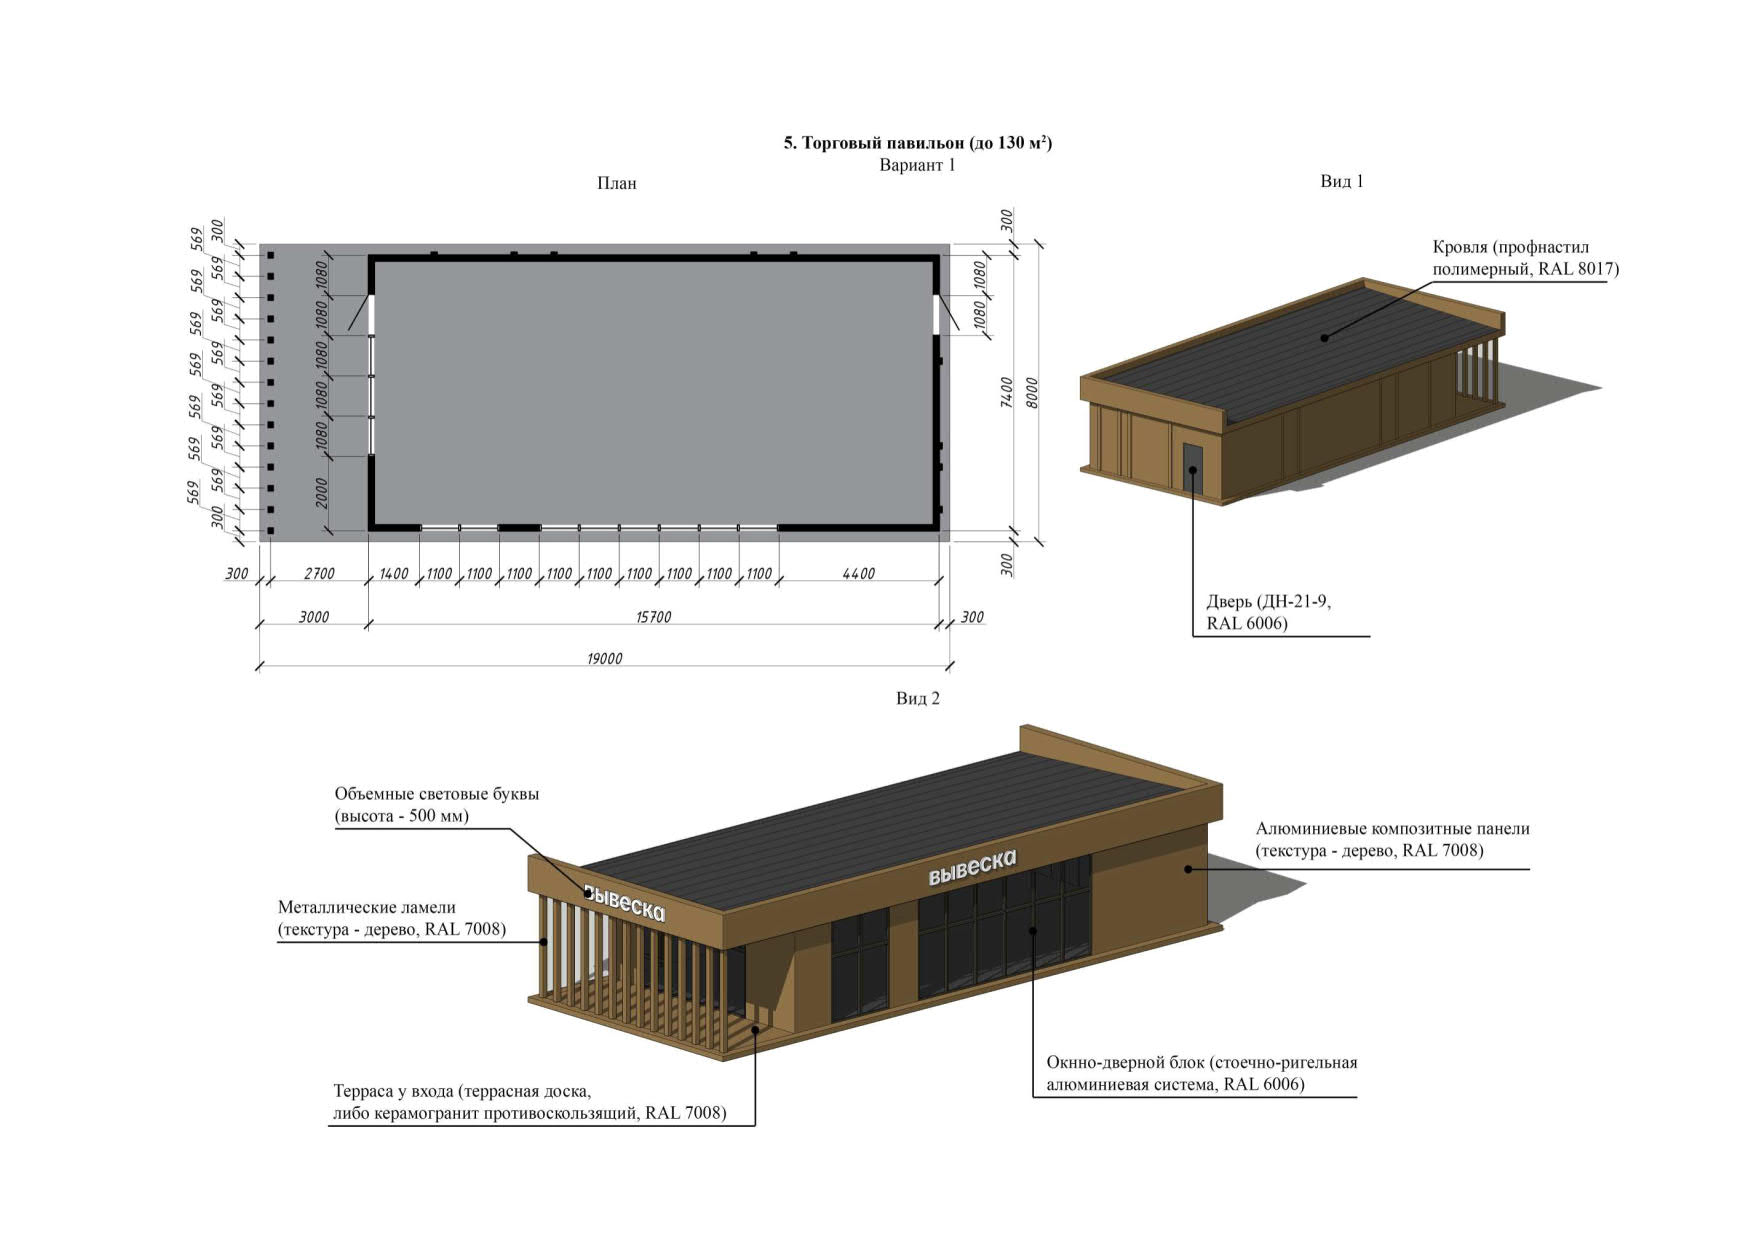 5. Торговый павильон (до 130 м²)
Вариант 1
План
Вид 1
300
569
569
569
569
569
569
569
569
569
569
569
569
569
300
1080
1080
1080
1080
1080
2000
300
1080
1080
7400
8000
300
300
2700
1400
1100
1100
1100
1100
1100
1100
1100
1100
1100
4400
3000
15700
300
19000
Кровля (профнастил
полимерный, RAL 8017)
Дверь (ДН-21-9,
RAL 6006)
Вид 2
Объемные световые буквы
(высота - 500 мм)
Металлические ламели
(текстура - дерево, RAL 7008)
вывеска
вывеска
Алюминиевые композитные панели
(текстура - дерево, RAL 7008)
Окнно-дверной блок (стоечно-ригельная
алюминиевая система, RAL 6006)
Терраса у входа (террасная доска,
либо керамогранит противоскользящий, RAL 7008)